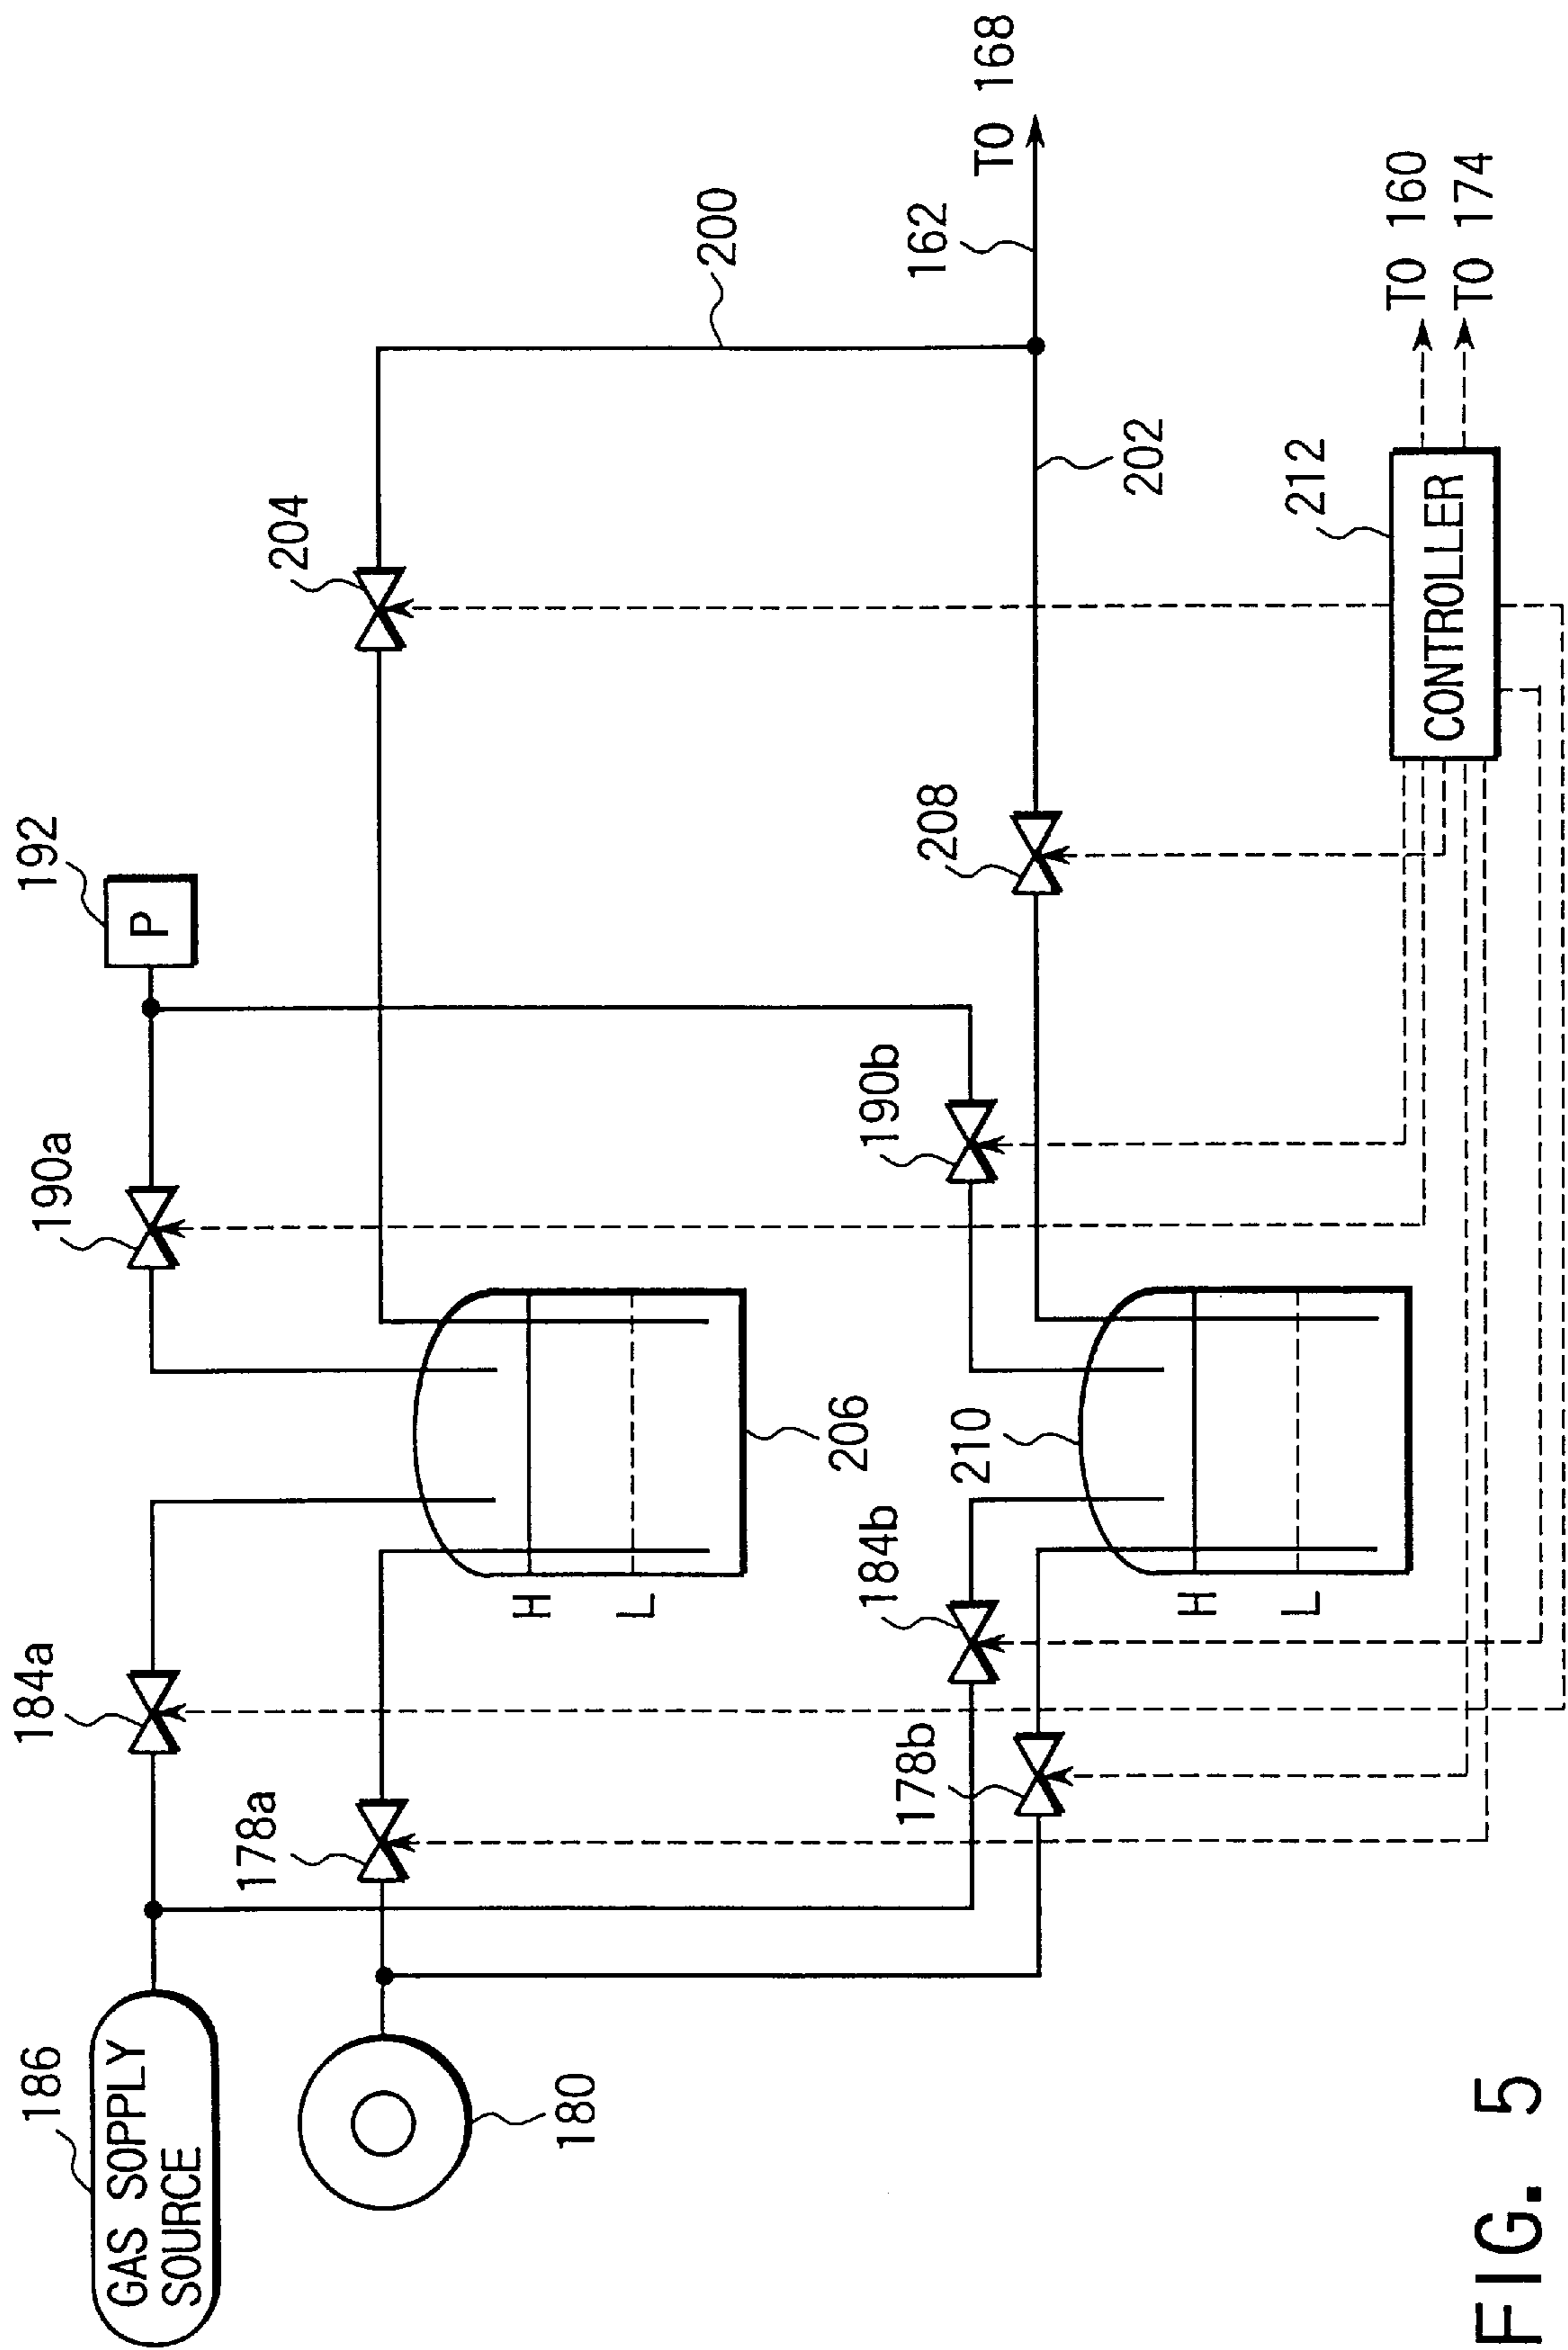 186
GAS SOPPLY
SOURCE
184a
190a
192
P
180
178a
204
200
H
L
206
184b
178b
190b
210
208
202
162
TO 168
H
L
212
CONTROLLER
TO 160
TO 174
FIG. 5